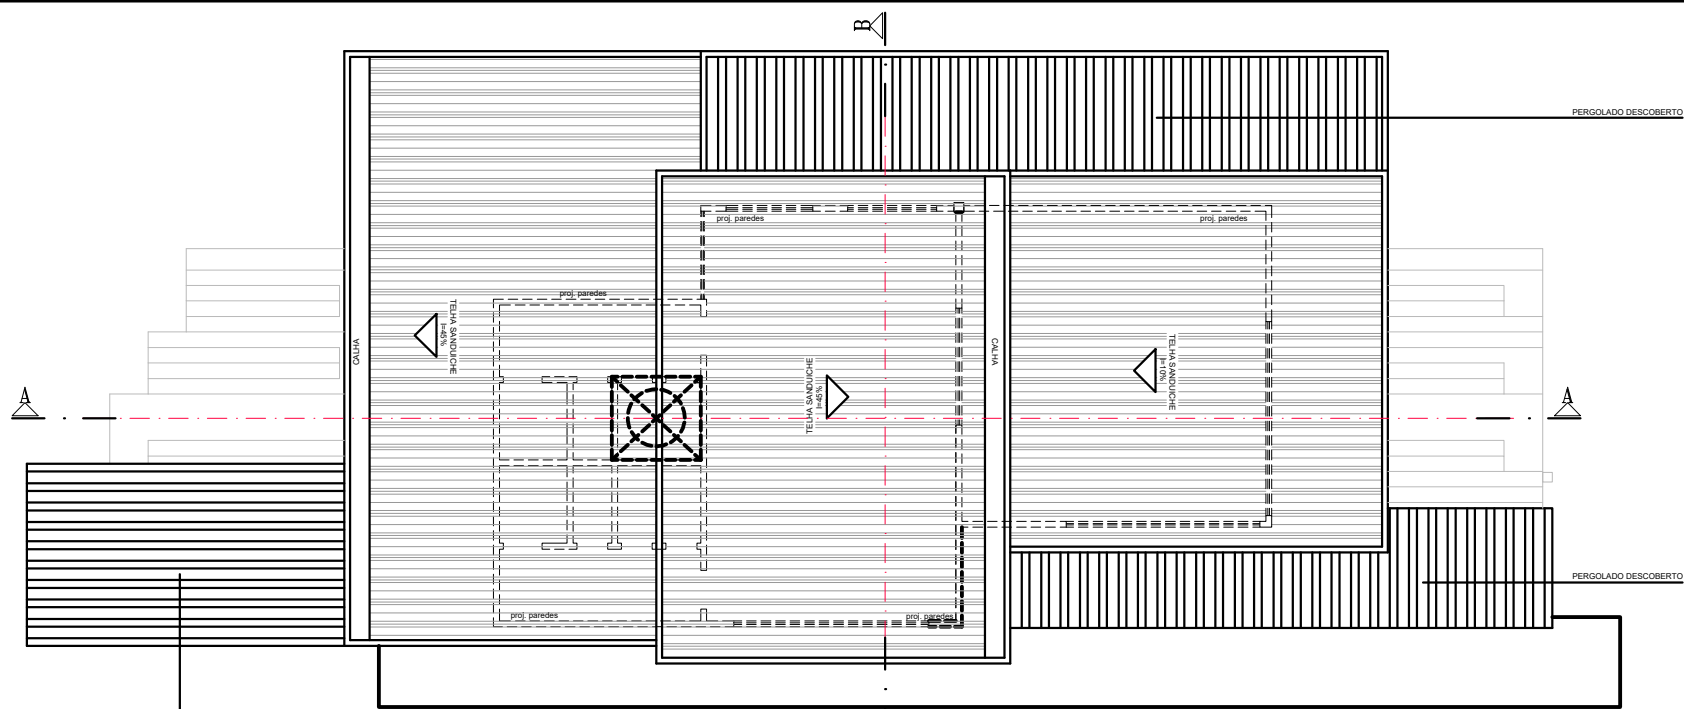 B
PERGOLADO DESCOBERTO
proj. paredes
proj. paredes
proj. paredes
TELHA SANDUICHE
I=45%
CALHA
CALHA
TELHA SANDUICHE
I=45%
TELHA SANDUICHE
I=10%
A
A
PERGOLADO DESCOBERTO
proj. paredes
proj. paredes